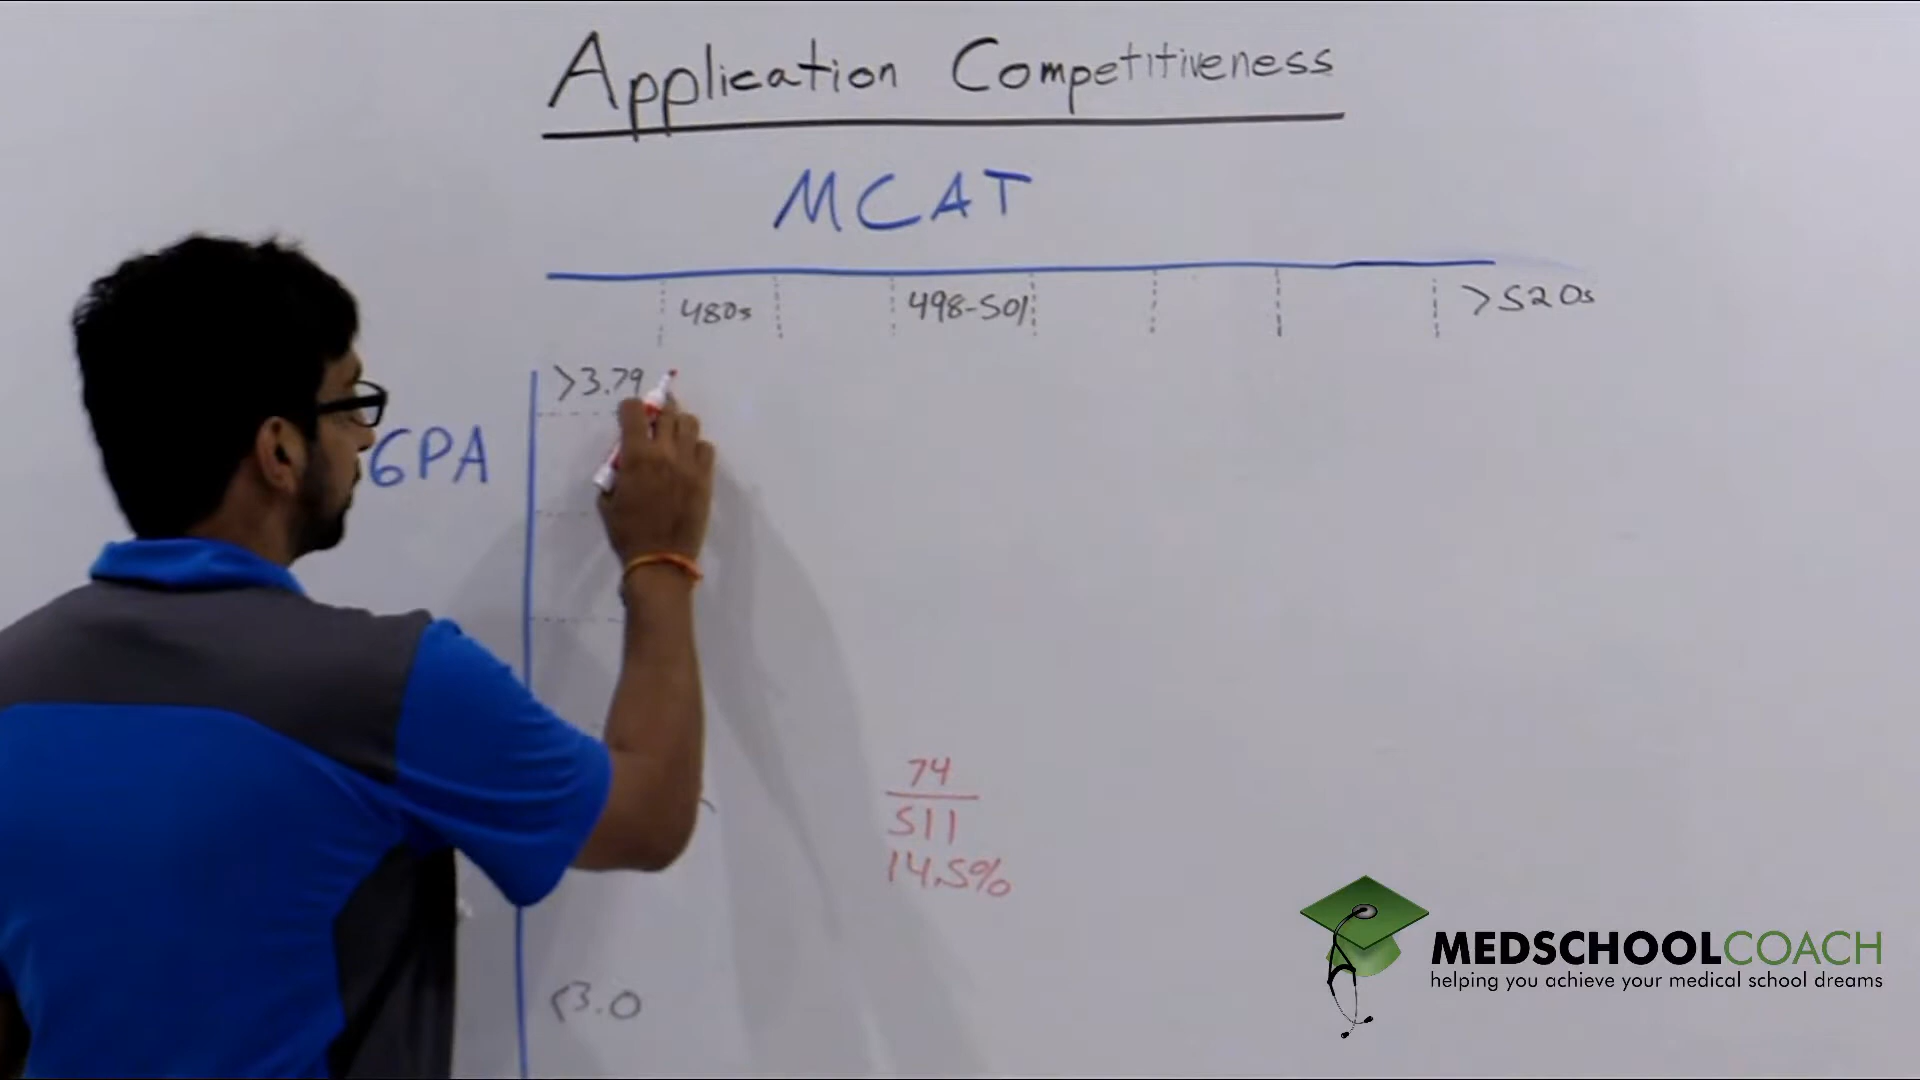 Application Competitiveness
MCAT
480s 498-501 >520s
>3.79
GPA
74
511
14.5%
<3.0
MEDSCHOOLCOACH
helping you achieve your medical school dreams